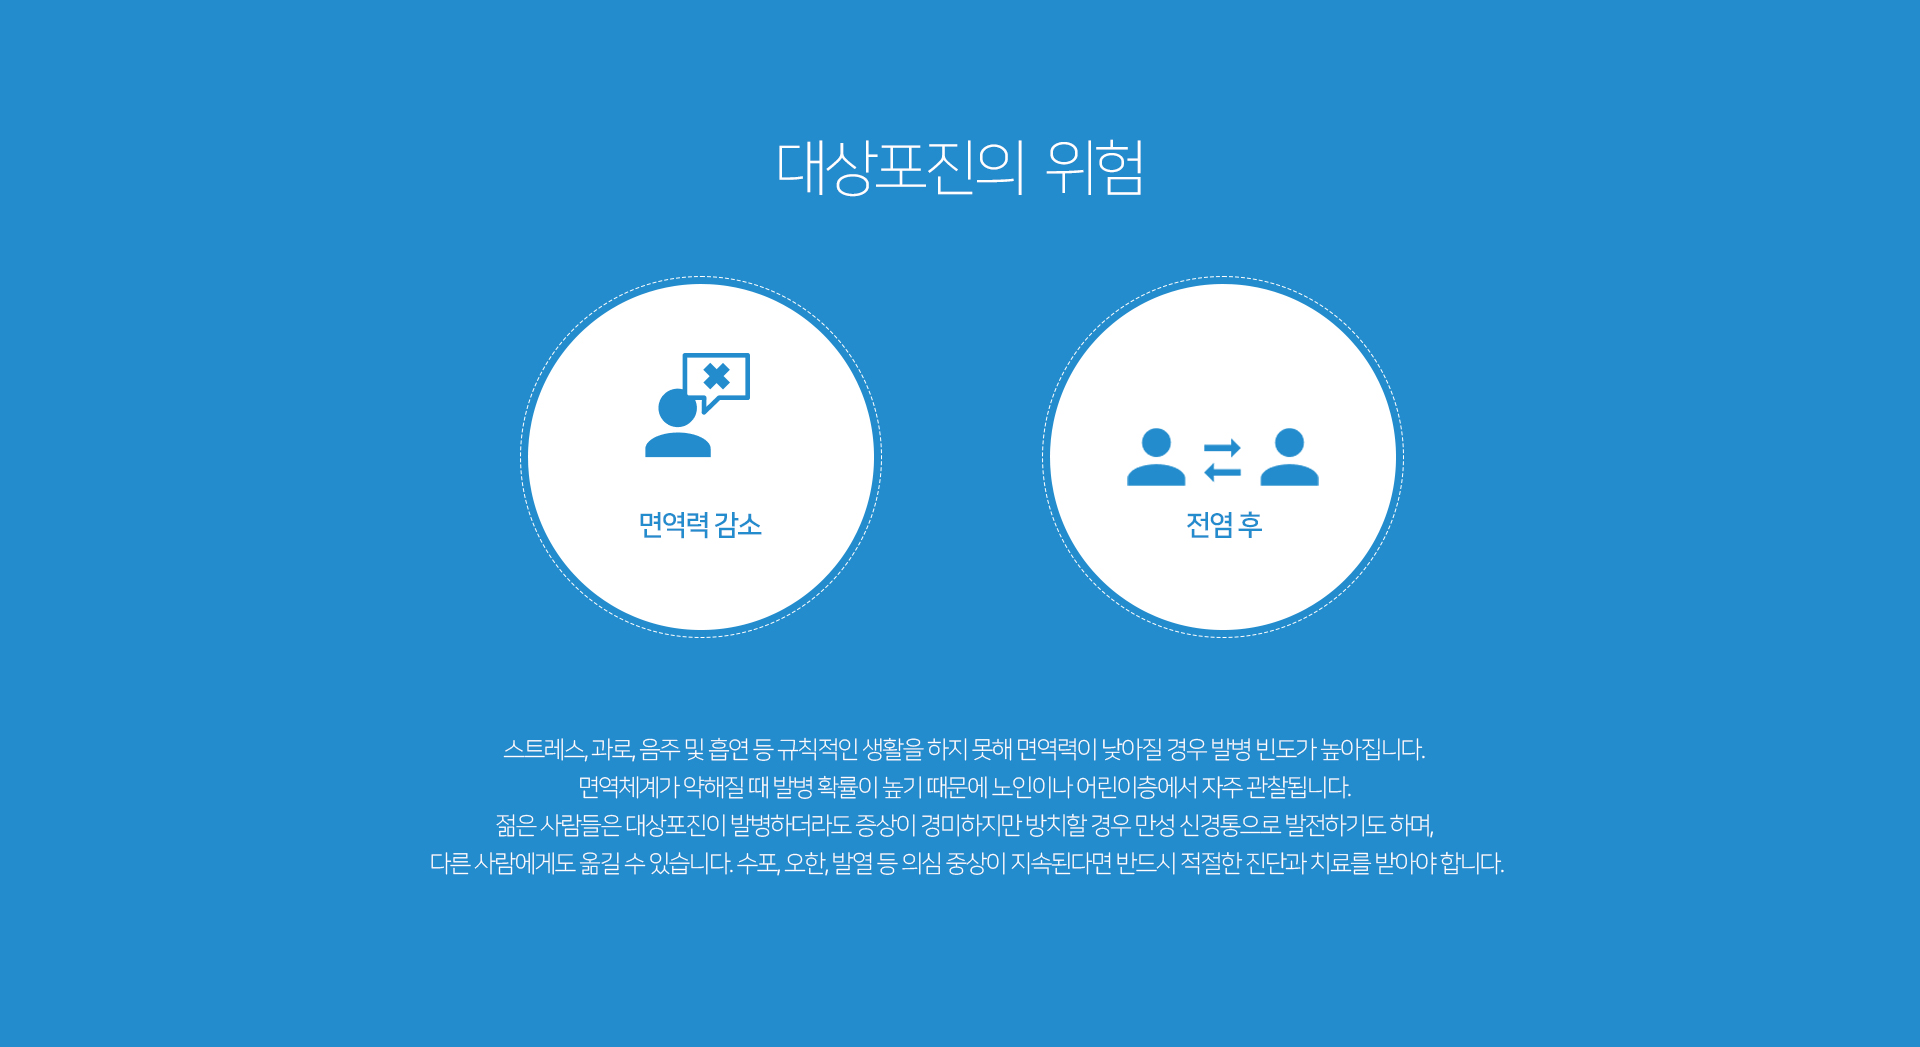 대상포진의 위험
면역력 감소
전염 후
스트레스, 과로, 음주 및 흡연 등 규칙적인 생활을 하지 못해 면역력이 낮아질 경우 발병 빈도가 높아집니다.
면역체계가 약해질 때 발병 확률이 높기 때문에 노인이나 어린이층에서 자주 관찰됩니다.
젊은 사람들은 대상포진이 발병하더라도 증상이 경미하지만 방치할 경우 만성 신경통으로 발전하기도 하며,
다른 사람에게도 옮길 수 있습니다. 수포, 오한, 발열 등 의심 중상이 지속된다면 반드시 적절한 진단과 치료를 받아야 합니다.